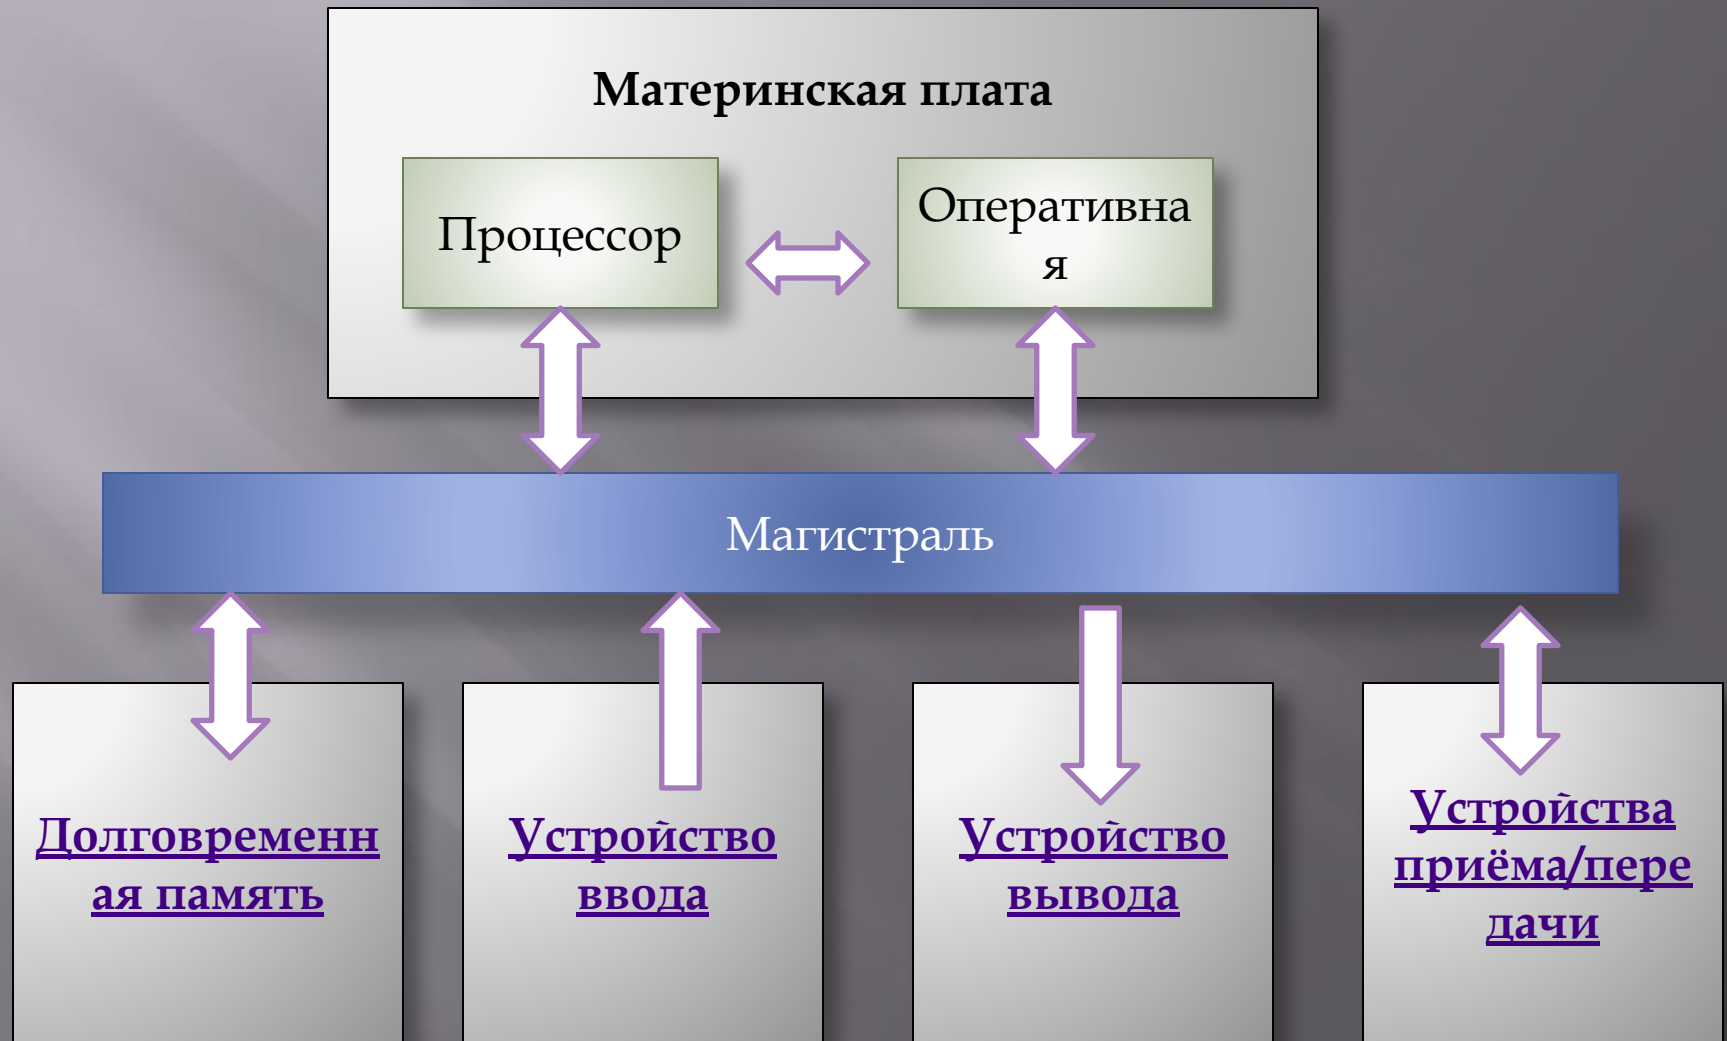 Материнская плата
Процессор
Оперативна
я
Магистраль
Долговременн
ая память
Устройство
ввода
Устройство
вывода
Устройства
приёма/пере
дачи